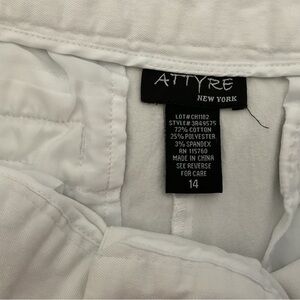 ATTYRE
NEW YORK
LOT# CH1182
STYLE# 3B49575
72% COTTON
25% POLYESTER
3% SPANDEX
RN 115760
MADE IN CHINA
SEE REVERSE
FOR CARE
14